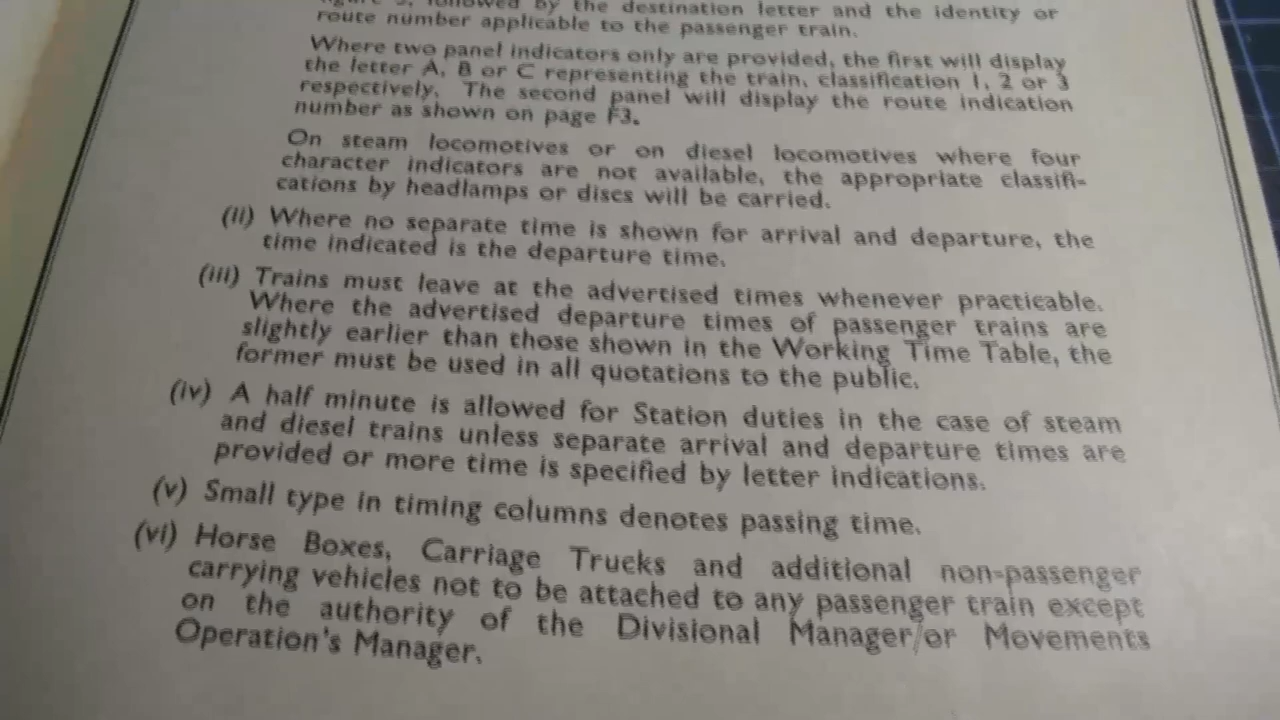 followed by the destination letter and the identity or
route number applicable to the passenger train.
Where two panel indicators only are provided, the first will display
the letter A, B or C representing the train, classification 1, 2 or 3
respectively. The second panel will display the route indication
number as shown on page F3.
On steam locomotives or on diesel locomotives where four
character indicators are not available, the appropriate classifi-
cations by headlamps or discs will be carried.
(ii) Where no separate time is shown for arrival and departure, the
time indicated is the departure time.
(iii) Trains must leave at the advertised times whenever practicable.
Where the advertised departure times of passenger trains are
slightly earlier than those shown in the Working Time Table, the
former must be used in all quotations to the public.
(iv) A half minute is allowed for Station duties in the case of steam
and diesel trains unless separate arrival and departure times are
provided or more time is specified by letter indications.
(v) Small type in timing columns denotes passing time.
(vi) Horse Boxes, Carriage Trucks and additional non-passenger
carrying vehicles not to be attached to any passenger train except
on the authority of the Divisional Manager/or Movements
Operation's Manager.